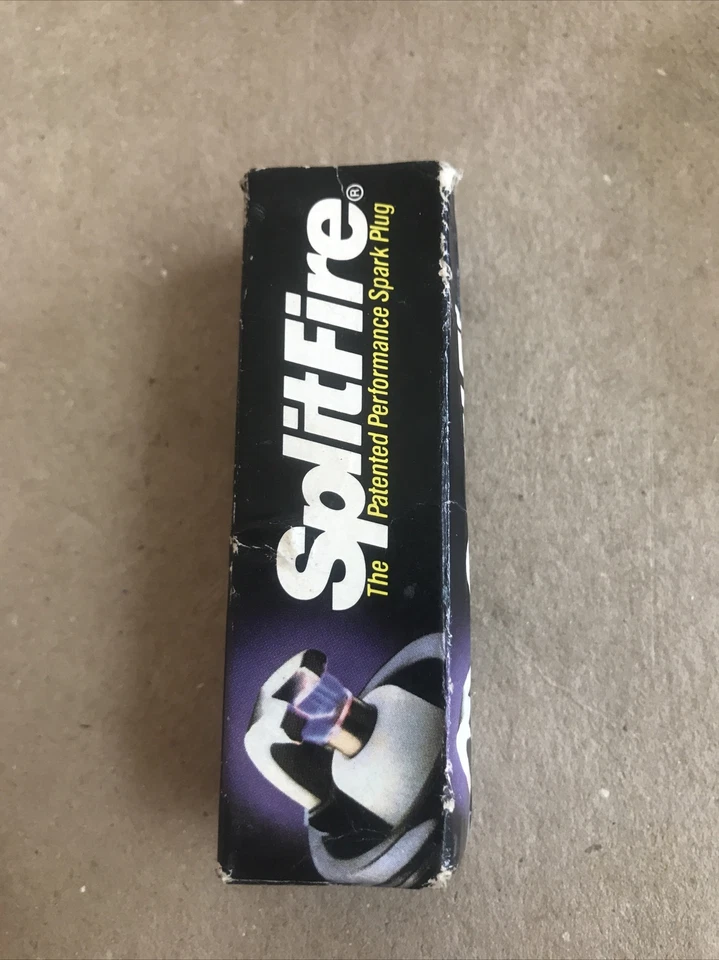 SplitFire®
The Patented Performance Spark Plug